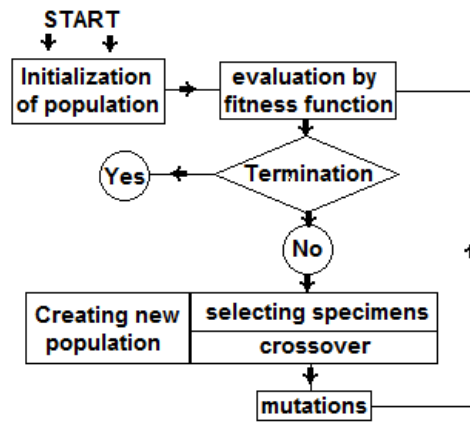 START
Initialization
of population
evaluation by
fitness function
Termination
Yes
No
Creating new
population
selecting specimens
crossover
mutations